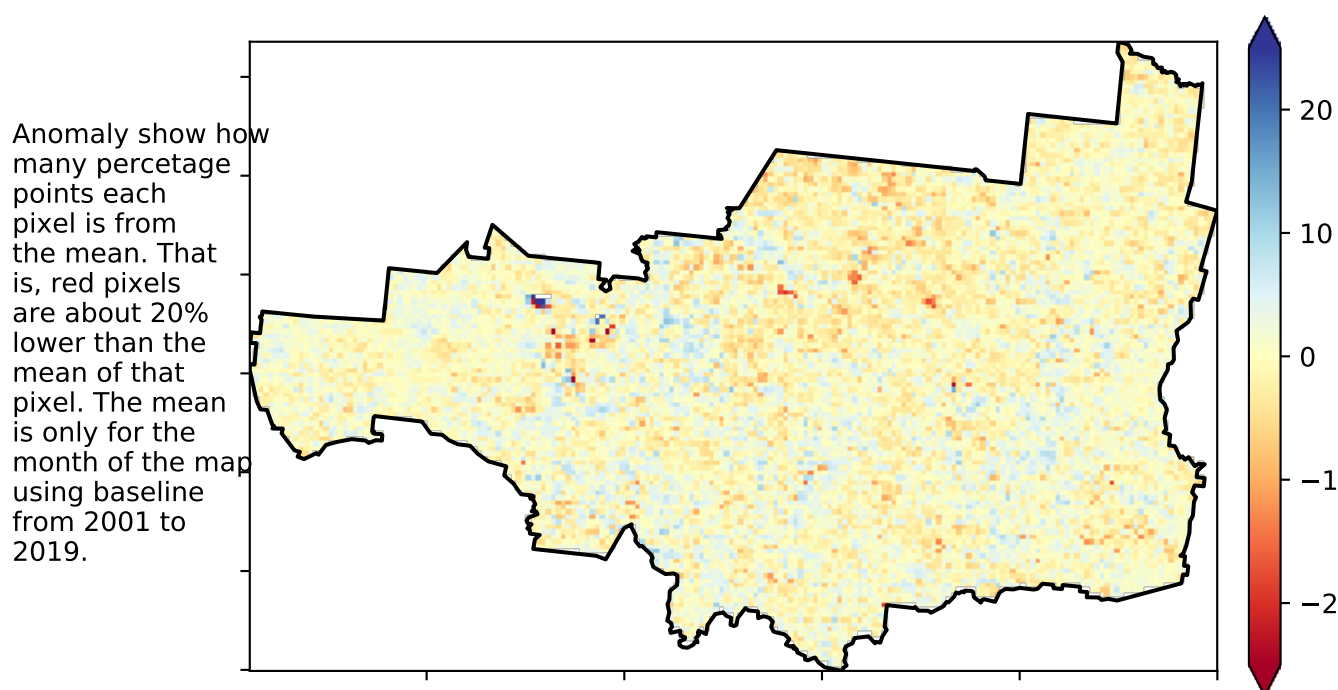 Anomaly show how
many percetage
points each
pixel is from
the mean. That
is, red pixels
are about 20%
lower than the
mean of that
pixel. The mean
is only for the
month of the map
using baseline
from 2001 to
2019.
20
10
0
−1
−2